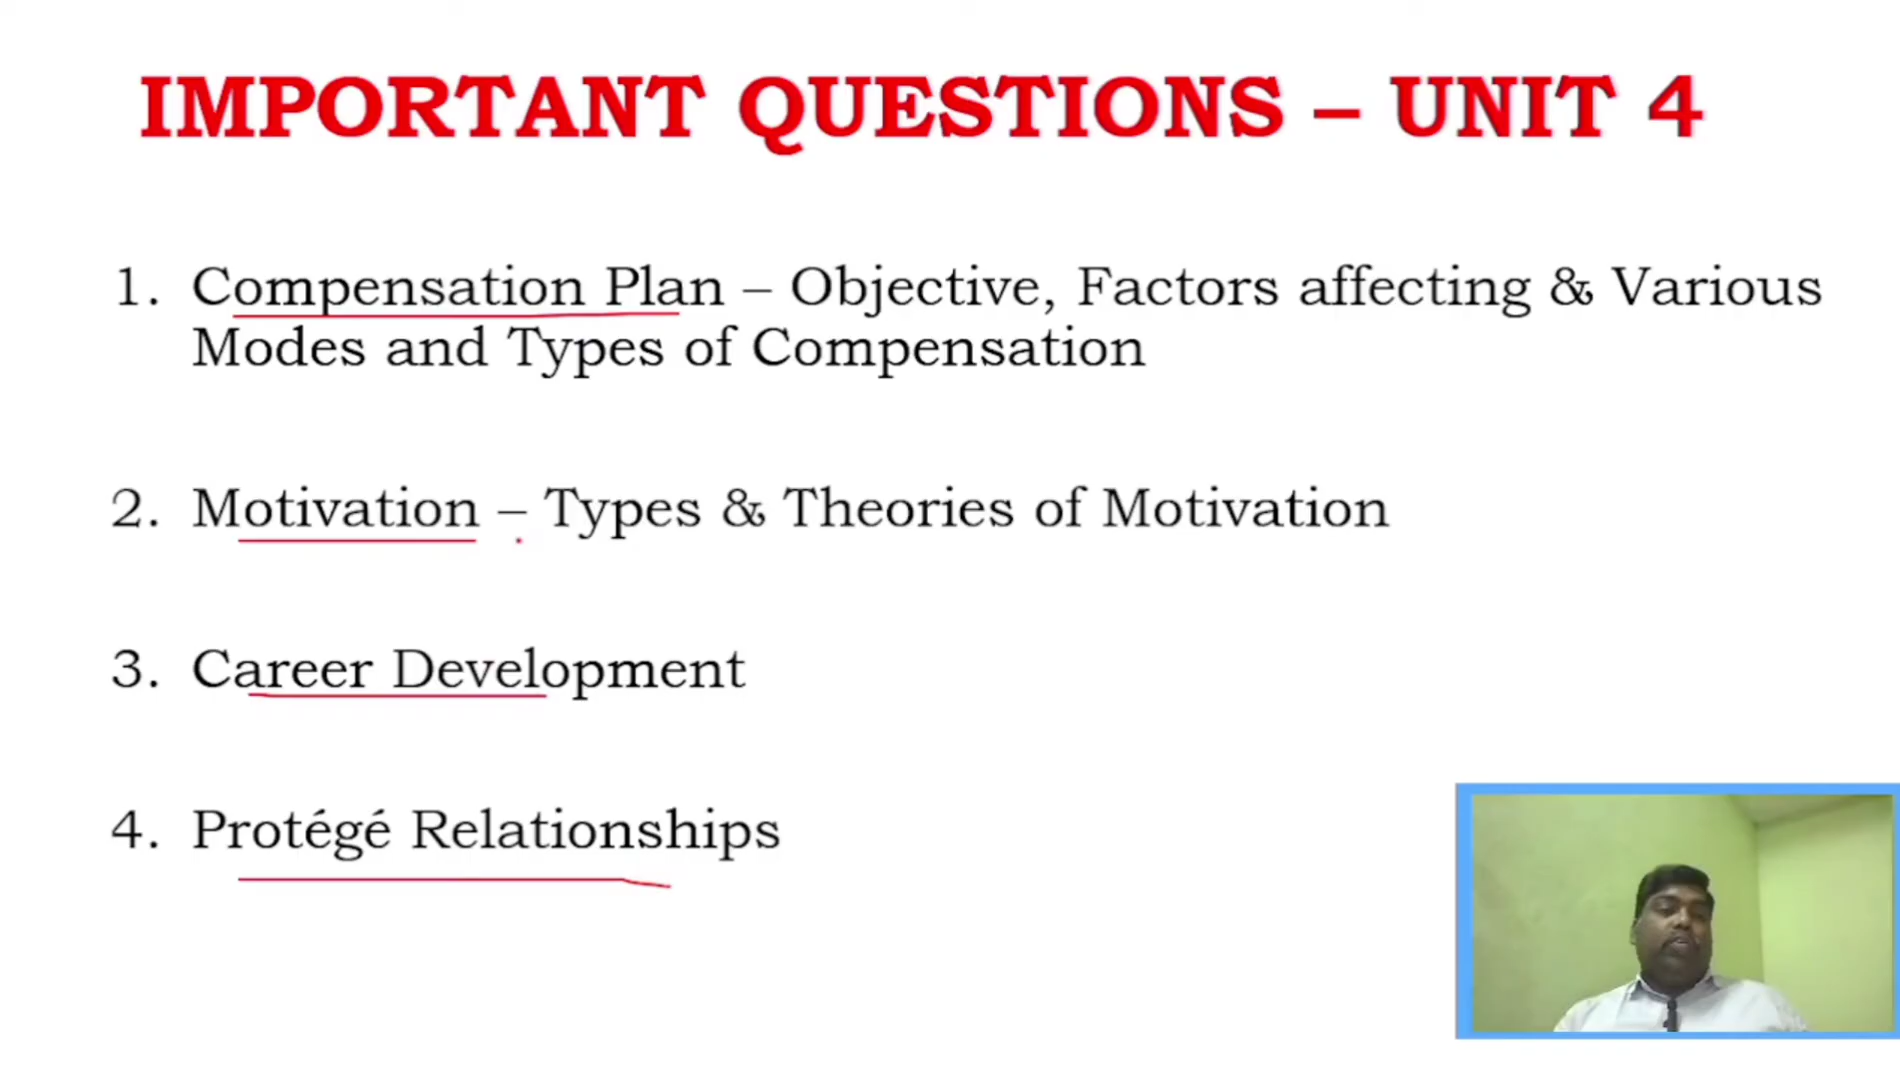 IMPORTANT QUESTIONS – UNIT 4
1. Compensation Plan – Objective, Factors affecting & Various
Modes and Types of Compensation
2. Motivation – Types & Theories of Motivation
3. Career Development
4. Protégé Relationships